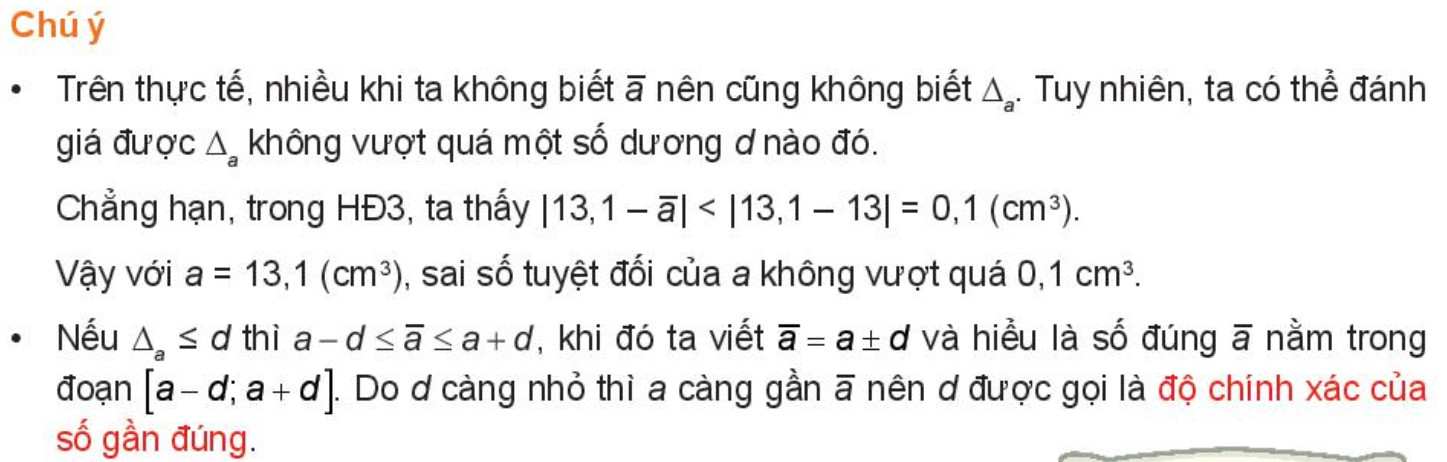 Chú ý
• Trên thực tế, nhiều khi ta không biết a̅ nên cũng không biết Δₐ. Tuy nhiên, ta có thể đánh
giá được Δₐ không vượt quá một số dương d nào đó.
Chẳng hạn, trong HĐ3, ta thấy |13,1 – a̅| < |13,1 – 13| = 0,1 (cm³).
Vậy với a = 13,1 (cm³), sai số tuyệt đối của a không vượt quá 0,1 cm³.
• Nếu Δₐ ≤ d thì a – d ≤ a̅ ≤ a + d, khi đó ta viết a̅ = a ± d và hiểu là số đúng a̅ nằm trong
đoạn [a – d; a + d]. Do d càng nhỏ thì a càng gần a̅ nên d được gọi là độ chính xác của
số gần đúng.